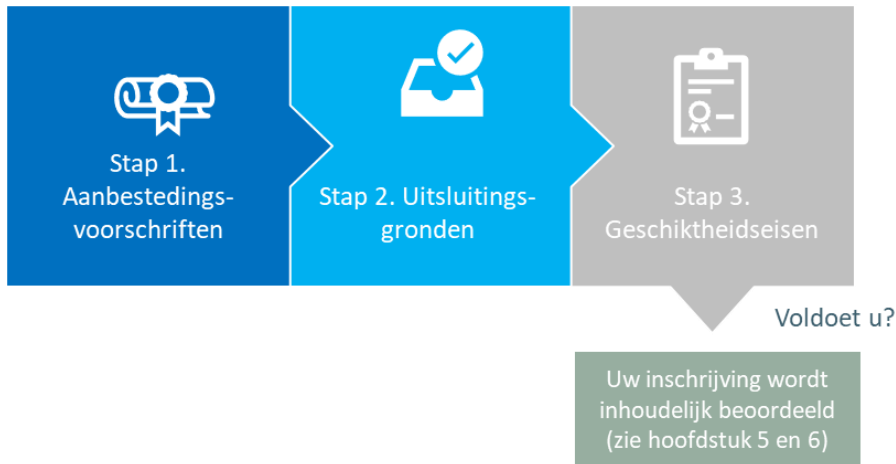 Stap 1.
Aanbestedings-
voorschriften
Stap 2. Uitsluitings-
gronden
Stap 3.
Geschiktheidseisen
Voldoet u?
Uw inschrijving wordt
inhoudelijk beoordeeld
(zie hoofdstuk 5 en 6)